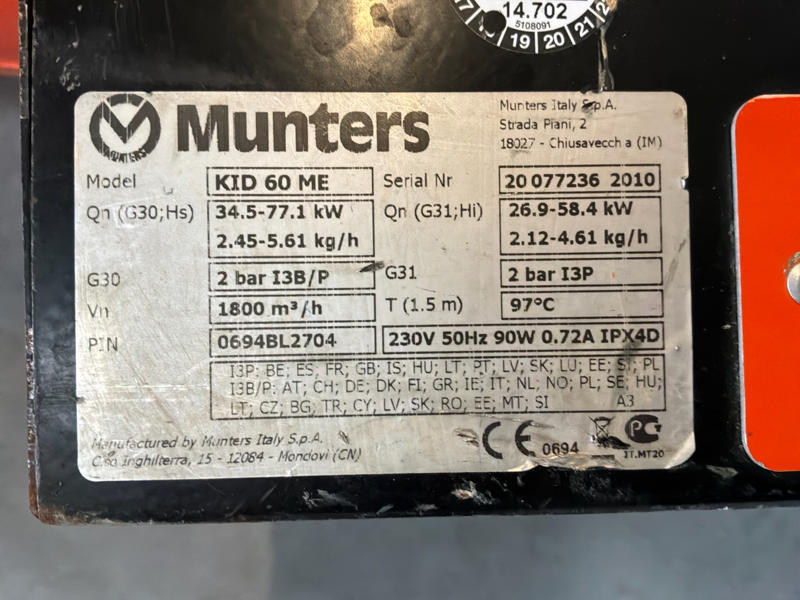 14.702
5108091
17 18 19 20 21
Munters
MUNTERS
Munters Italy S.p.A.
Strada Piani, 2
18027 - Chiusavecch a (IM)
Model KID 60 ME Serial Nr 20 077236 2010
Qn (G30;Hs) 34.5-77.1 kW Qn (G31;Hi) 26.9-58.4 kW
2.45-5.61 kg/h 2.12-4.61 kg/h
G30 2 bar I3B/P G31 2 bar I3P
Vn 1800 m³/h T (1.5 m) 97°C
PIN 0694BL2704 230V 50Hz 90W 0.72A IPX4D
I3P: BE; ES; FR; GB; IS; HU; LT; PT; LV; SK; LU; EE; SI; PL
I3B/P: AT; CH; DE; DK; FI; GR; IE; IT; NL; NO; PL; SE; HU;
LT; CZ; BG; TR; CY; LV; SK; RO; EE; MT; SI A3
Manufactured by Munters Italy S.p.A.
C.so Inghilterra, 15 - 12084 - Mondovì (CN)
CE 0694
IT.MT20